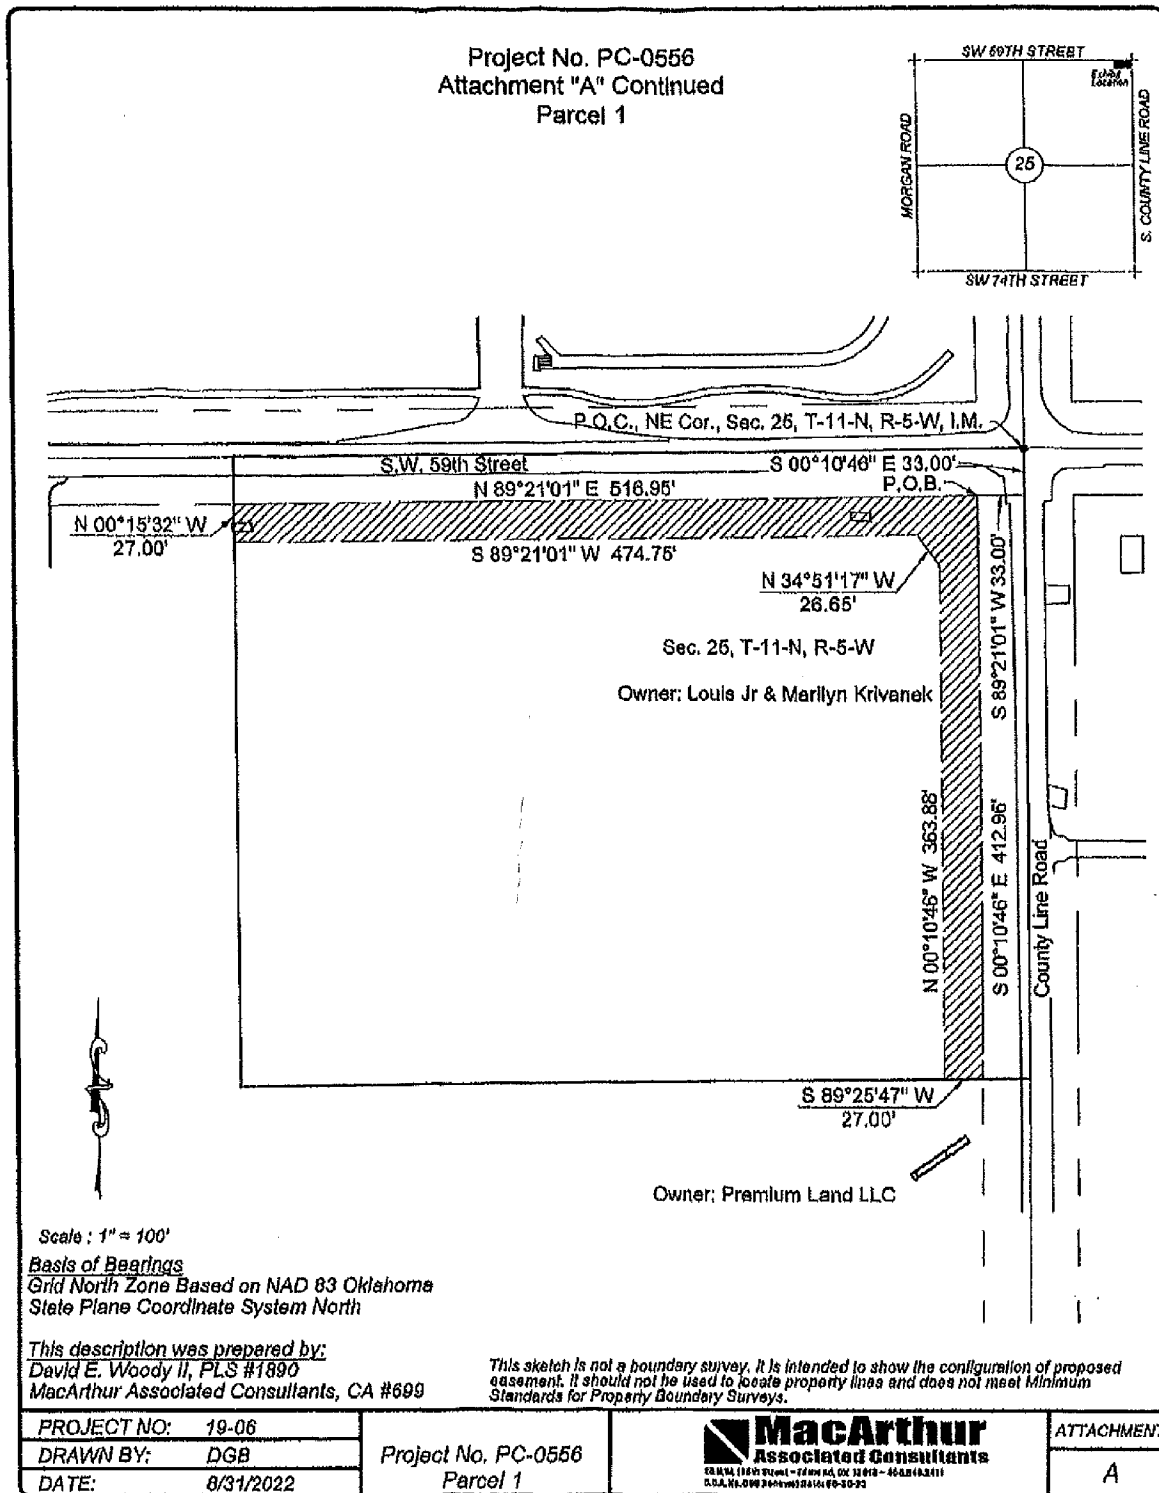 Project No. PC-0556
Attachment "A" Continued
Parcel 1
SW 59TH STREET
Exhibit
Location
MORGAN ROAD
25
S. COUNTY LINE ROAD
SW 74TH STREET
P.O.C., NE Cor., Sec. 25, T-11-N, R-5-W, I.M.
S.W. 59th Street
S 00°10'46" E 33.00'
P.O.B.
N 89°21'01" E 516.95'
N 00°15'32" W
27.00'
S 89°21'01" W 474.75'
N 34°51'17" W
26.65'
S 89°21'01" W 33.00'
Sec. 25, T-11-N, R-5-W
Owner: Louis Jr & Marilyn Krivanek
N 00°10'46" W 363.88'
S 00°10'46" E 412.96'
County Line Road
S 89°25'47" W
27.00'
Owner: Premium Land LLC
Scale : 1" = 100'
Basis of Bearings
Grid North Zone Based on NAD 83 Oklahoma
State Plane Coordinate System North
This description was prepared by:
David E. Woody II, PLS #1890
MacArthur Associated Consultants, CA #699
This sketch is not a boundary survey. It is intended to show the configuration of proposed
easement. It should not be used to locate property lines and does not meet Minimum
Standards for Property Boundary Surveys.
PROJECT NO: 19-06
DRAWN BY: DGB
DATE: 8/31/2022
Project No. PC-0556
Parcel 1
MacArthur
Associated Consultants
ATTACHMENT
A